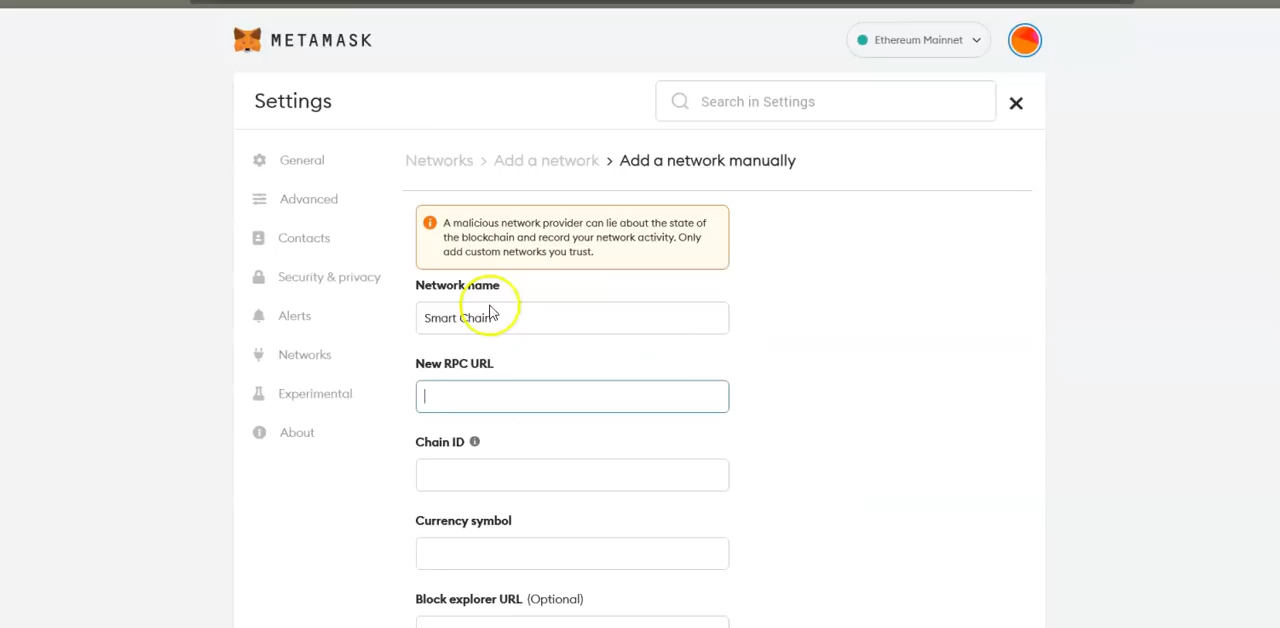 METAMASK
Ethereum Mainnet
Settings
Search in Settings
General
Advanced
Contacts
Security & privacy
Alerts
Networks
Experimental
About
Networks > Add a network > Add a network manually
A malicious network provider can lie about the state of
the blockchain and record your network activity. Only
add custom networks you trust.
Network name
Smart Chain
New RPC URL
Chain ID
Currency symbol
Block explorer URL (Optional)